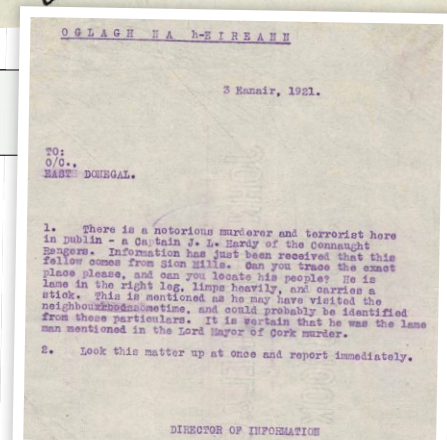 OGLAGH NA h-EIREANN
3 Eanair, 1921.
TO:
O/C.,
EAST DONEGAL.
1. There is a notorious murderer and terrorist here
in Dublin - a Captain J. L. Hardy of the Connaught
Rangers. Information has just been received that this
fellow comes from Sion Mills. Can you trace the exact
place please, and can you locate his people? He is
lame in the right leg, limps heavily, and carries a
stick. This is mentioned as he may have visited the
sometime, and could probably be identified
from these particulars. It is certain that he was the lame
man mentioned in the Lord Mayor of Cork murder.
2. Look this matter up at once and report immediately.
DIRECTOR OF INFORMATION